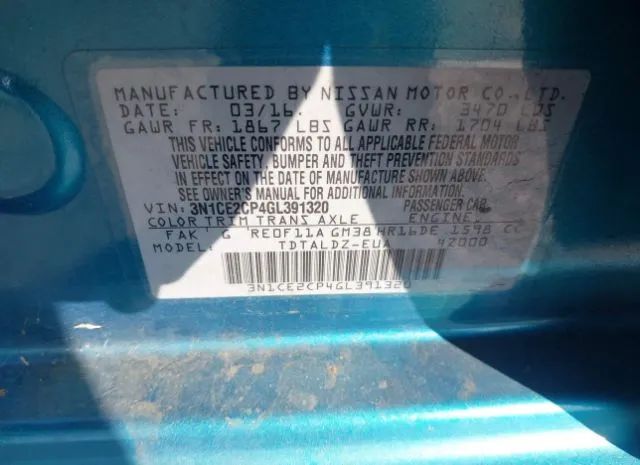 MANUFACTURED BY NISSAN MOTOR CO., LTD.
DATE: 03/16. GVWR: 3470 LBS
GAWR FR: 1867 LBS GAWR RR: 1704 LBS
THIS VEHICLE CONFORMS TO ALL APPLICABLE FEDERAL MOTOR
VEHICLE SAFETY, BUMPER AND THEFT PREVENTION STANDARDS
IN EFFECT ON THE DATE OF MANUFACTURE SHOWN ABOVE.
SEE OWNER'S MANUAL FOR ADDITIONAL INFORMATION
VIN: 3N1CE2CP4GL391320 PASSENGER CAR
COLOR TRIM TRANS AXLE ENGINE
FAK G RE0F11A GM38 HR16DE 1598 CC
MODEL: TDTALDZ-EUA 42000
3N1CE2CP4GL391320